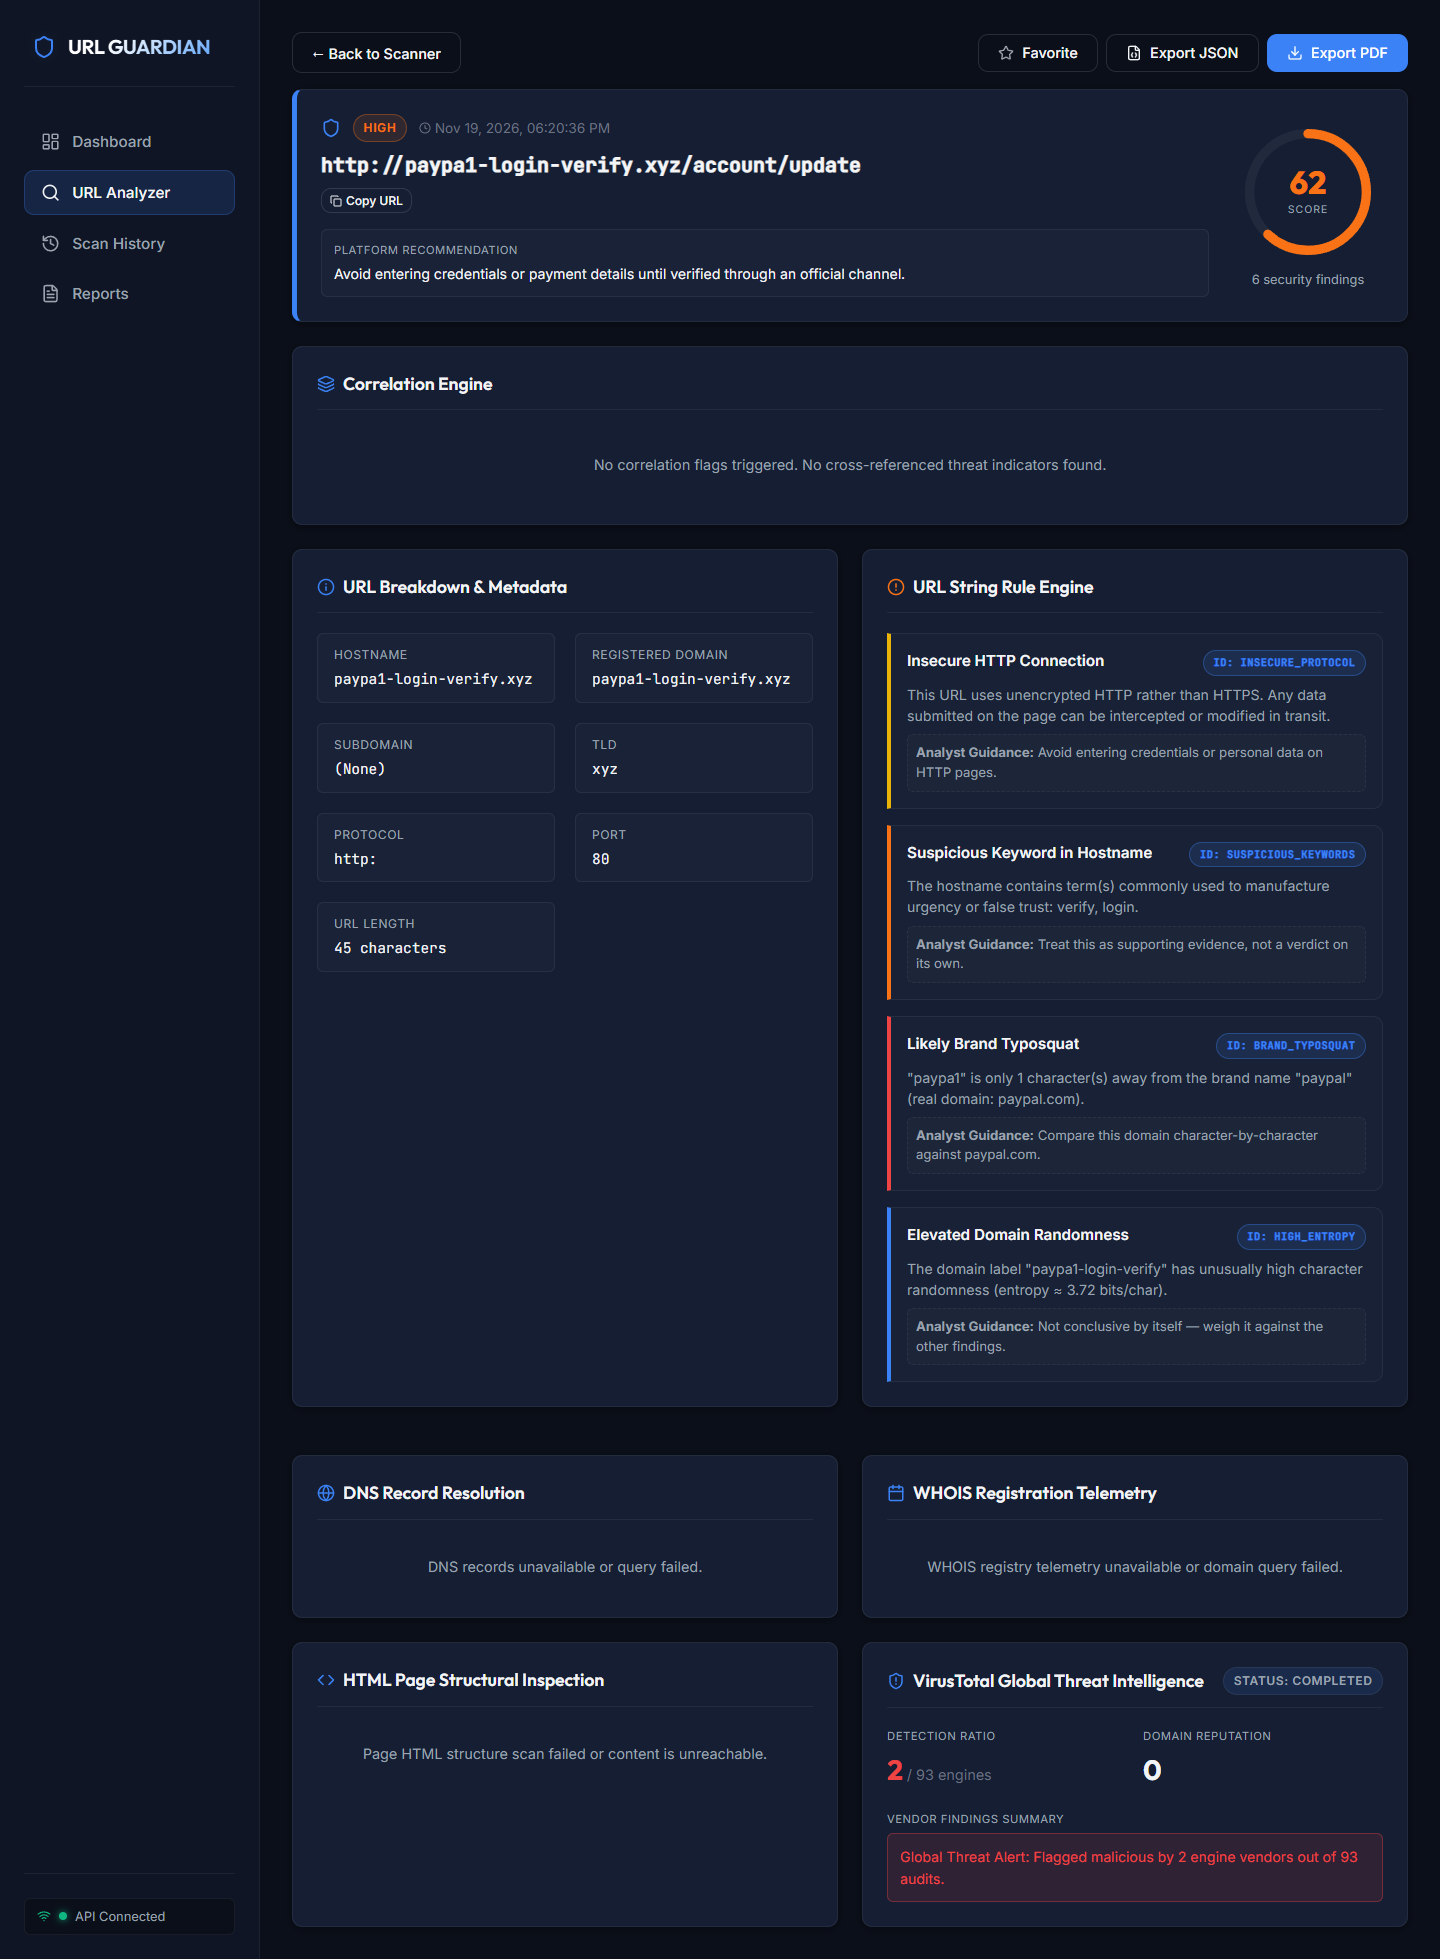 URL GUARDIAN
Dashboard
URL Analyzer
Scan History
Reports
API Connected
← Back to Scanner
Favorite
Export JSON
Export PDF
HIGH
Nov 19, 2026, 06:20:36 PM
http://paypa1-login-verify.xyz/account/update
Copy URL
PLATFORM RECOMMENDATION
Avoid entering credentials or payment details until verified through an official channel.
62
SCORE
6 security findings
Correlation Engine
No correlation flags triggered. No cross-referenced threat indicators found.
URL Breakdown & Metadata
HOSTNAME
paypa1-login-verify.xyz
REGISTERED DOMAIN
paypa1-login-verify.xyz
SUBDOMAIN
(None)
TLD
xyz
PROTOCOL
http:
PORT
80
URL LENGTH
45 characters
URL String Rule Engine
Insecure HTTP Connection
ID: INSECURE_PROTOCOL
This URL uses unencrypted HTTP rather than HTTPS. Any data
submitted on the page can be intercepted or modified in transit.
Analyst Guidance: Avoid entering credentials or personal data on
HTTP pages.
Suspicious Keyword in Hostname
ID: SUSPICIOUS_KEYWORDS
The hostname contains term(s) commonly used to manufacture
urgency or false trust: verify, login.
Analyst Guidance: Treat this as supporting evidence, not a verdict on
its own.
Likely Brand Typosquat
ID: BRAND_TYPOSQUAT
"paypa1" is only 1 character(s) away from the brand name "paypal"
(real domain: paypal.com).
Analyst Guidance: Compare this domain character-by-character
against paypal.com.
Elevated Domain Randomness
ID: HIGH_ENTROPY
The domain label "paypa1-login-verify" has unusually high character
randomness (entropy ≈ 3.72 bits/char).
Analyst Guidance: Not conclusive by itself — weigh it against the
other findings.
DNS Record Resolution
DNS records unavailable or query failed.
WHOIS Registration Telemetry
WHOIS registry telemetry unavailable or domain query failed.
HTML Page Structural Inspection
Page HTML structure scan failed or content is unreachable.
VirusTotal Global Threat Intelligence
STATUS: COMPLETED
DETECTION RATIO
2 / 93 engines
DOMAIN REPUTATION
0
VENDOR FINDINGS SUMMARY
Global Threat Alert: Flagged malicious by 2 engine vendors out of 93
audits.